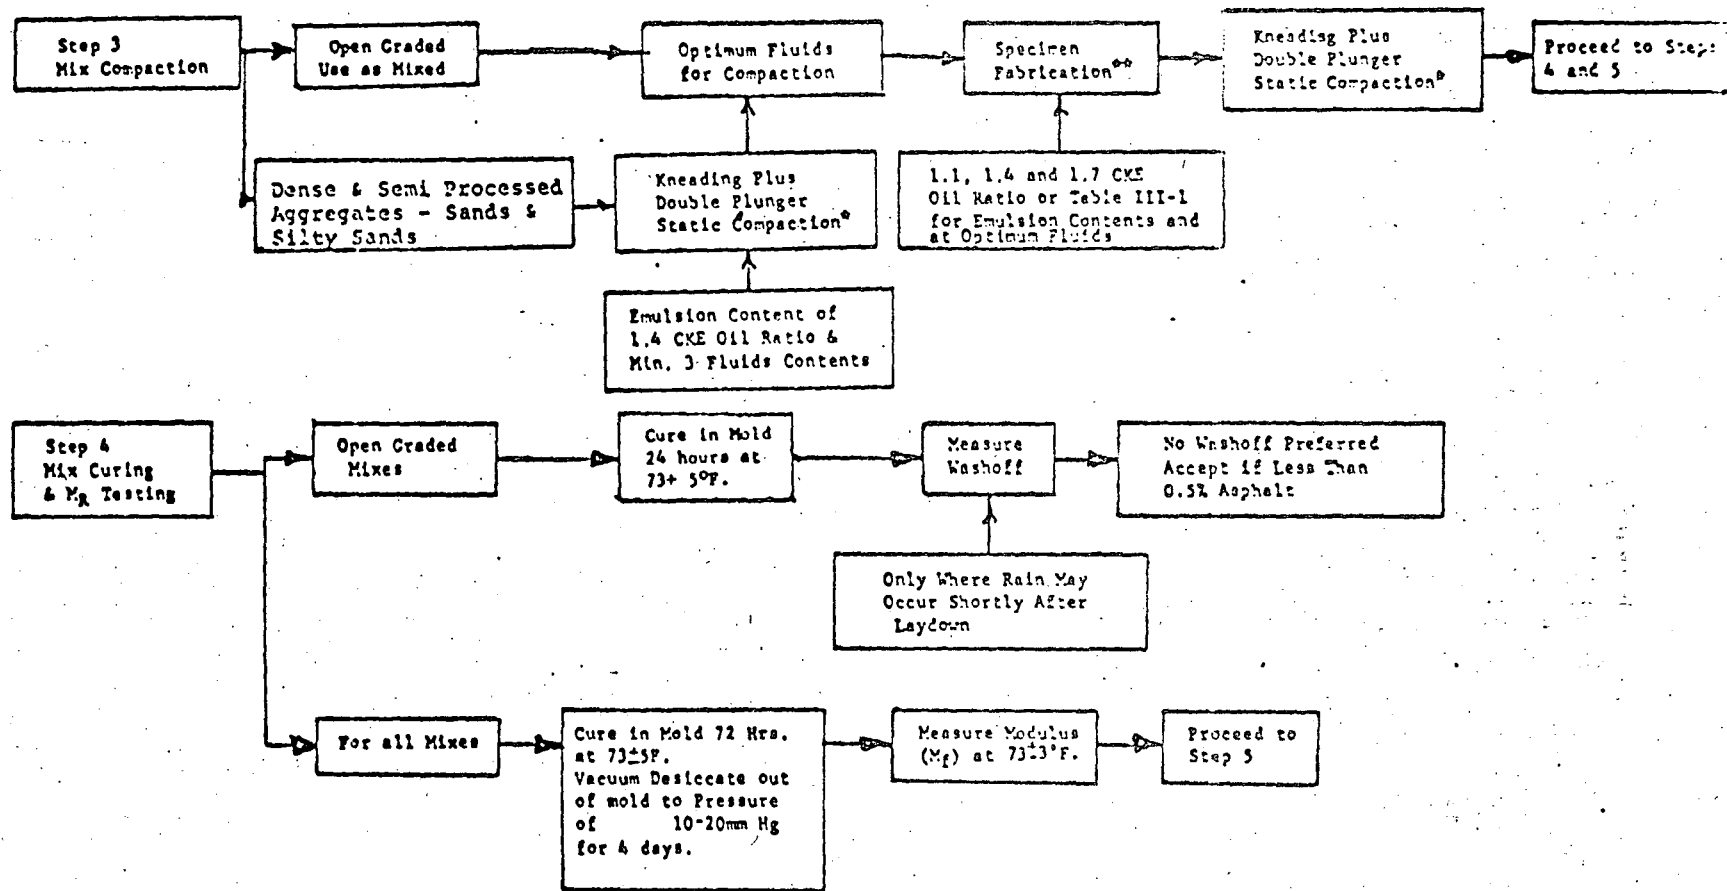 Step 3
Mix Compaction
Open Graded
Use as Mixed
Optimum Fluids
for Compaction
Specimen
Fabrication**
Kneading Plus
Double Plunger
Static Compaction*
Proceed to Steps
4 and 5
Dense & Semi Processed
Aggregates - Sands &
Silty Sands
Kneading Plus
Double Plunger
Static Compaction*
1.1, 1.4 and 1.7 CKE
Oil Ratio or Table III-1
for Emulsion Contents and
at Optimum Fluids
Emulsion Content of
1.4 CKE Oil Ratio &
Min. 3 Fluids Contents
Step 4
Mix Curing
& MR Testing
Open Graded
Mixes
Cure in Mold
24 hours at
73+ 5°F.
Measure
Washoff
No Washoff Preferred
Accept if Less Than
0.5% Asphalt
Only Where Rain May
Occur Shortly After
Laydown
For all Mixes
Cure in Mold 72 Hrs.
at 73±5F.
Vacuum Desiccate out
of mold to Pressure
of 10-20mm Hg
for 4 days.
Measure Modulus
(Mf) at 73±3°F.
Proceed to
Step 5